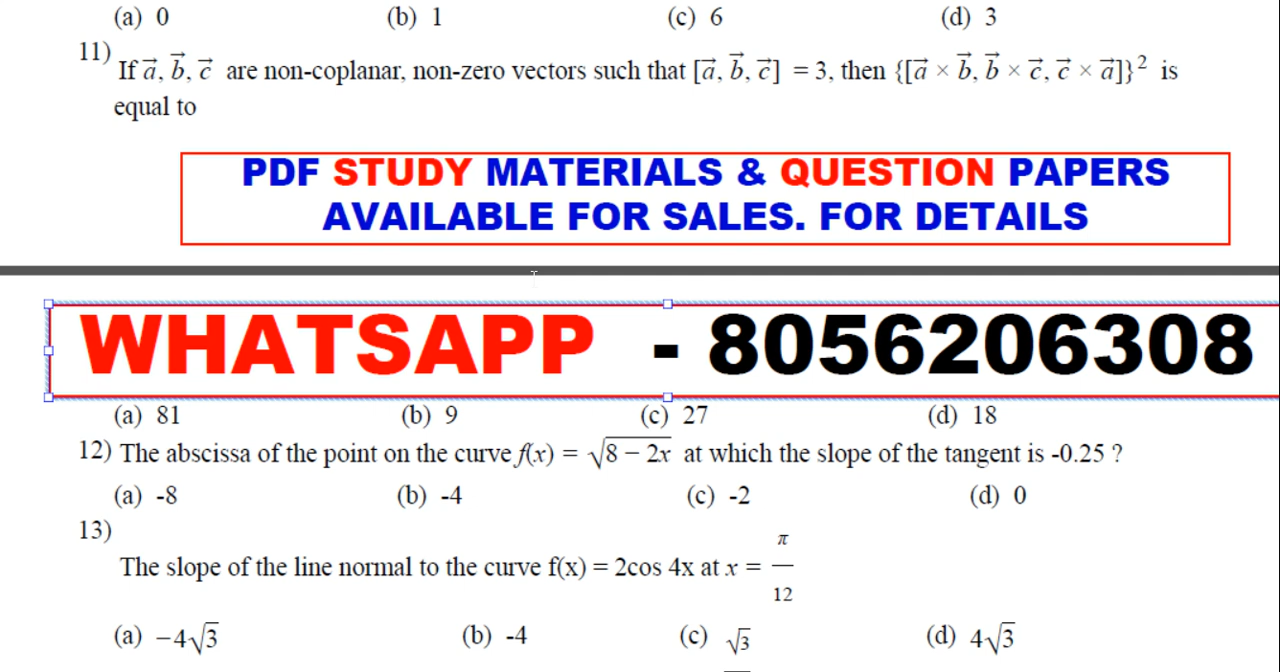 (a) 0 (b) 1 (c) 6 (d) 3
11) If a⃗, b⃗, c⃗ are non-coplanar, non-zero vectors such that [a⃗, b⃗, c⃗] = 3, then {[a⃗ × b⃗, b⃗ × c⃗, c⃗ × a⃗]}² is
equal to
PDF STUDY MATERIALS & QUESTION PAPERS
AVAILABLE FOR SALES. FOR DETAILS
WHATSAPP - 8056206308
(a) 81 (b) 9 (c) 27 (d) 18
12) The abscissa of the point on the curve f(x) = √(8 − 2x) at which the slope of the tangent is -0.25 ?
(a) -8 (b) -4 (c) -2 (d) 0
13)
The slope of the line normal to the curve f(x) = 2cos 4x at x = π/12
(a) −4√3 (b) -4 (c) √3 (d) 4√3